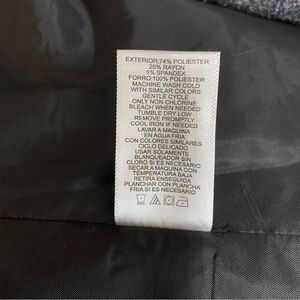 EXTERIOR:74% POLIESTER
25% RAYON
1% SPANDEX
FORRO:100% POLIESTER
MACHINE WASH COLD
WITH SIMILAR COLORS
GENTLE CYCLE
ONLY NON CHLORINE
BLEACH WHEN NEEDED
TUMBLE DRY LOW
REMOVE PROMPTLY
COOL IRON IF NEEDED
LAVAR A MAQUINA
EN AGUA FRIA
CON COLORES SIMILARES
CICLO DELICADO
USAR SOLAMENTE
BLANQUEADOR SIN
CLORO SI ES NECESARIO
SECAR A MAQUINA CON
TEMPERATURA BAJA
RETIRA ENSEGUIDA
PLANCHAR CON PLANCHA
FRIA SI ES NECESARIO